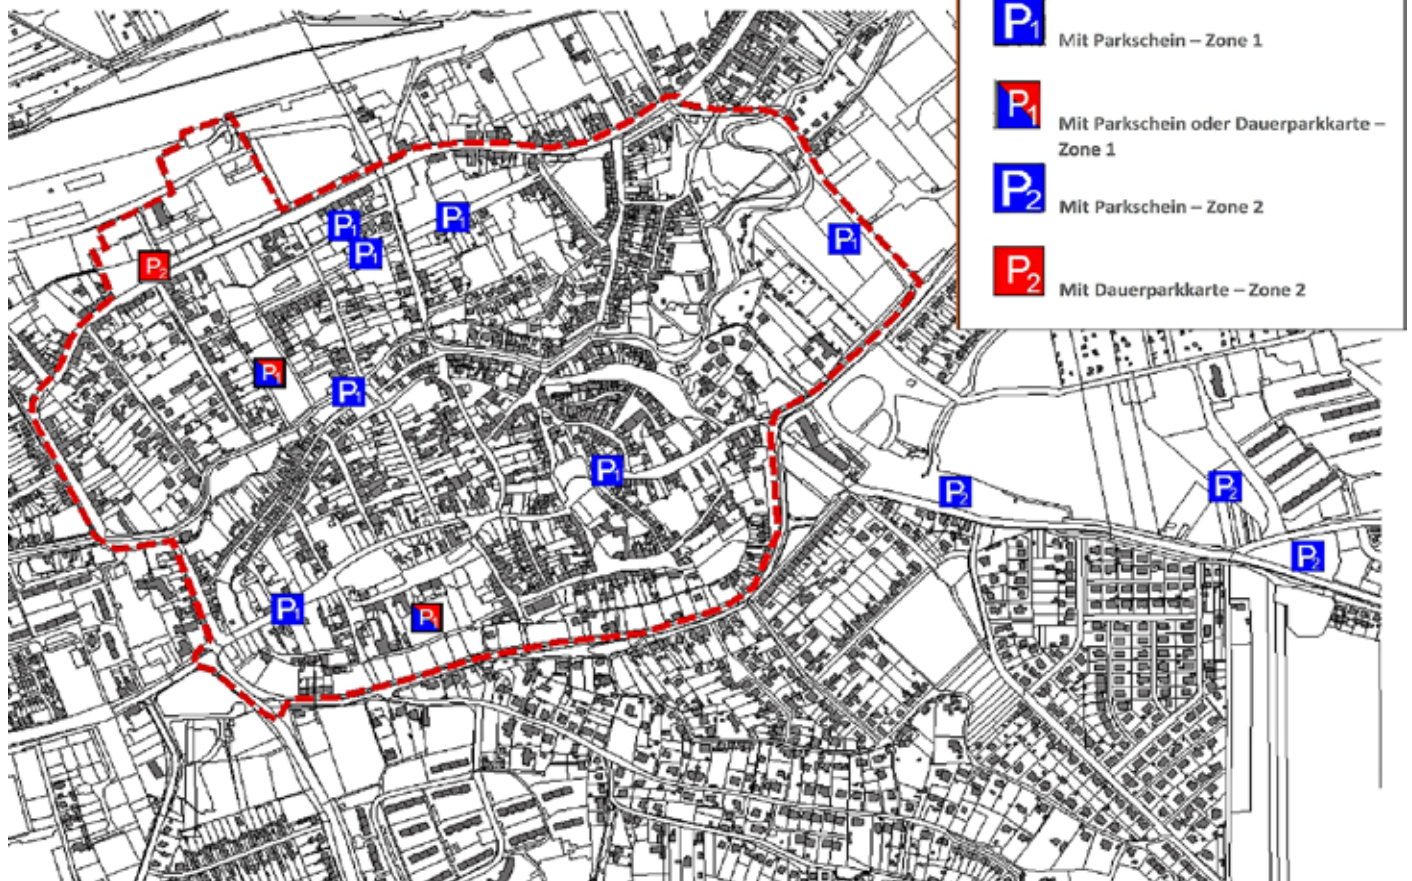 P1 Mit Parkschein – Zone 1
P1 Mit Parkschein oder Dauerparkkarte –
Zone 1
P2 Mit Parkschein – Zone 2
P2 Mit Dauerparkkarte – Zone 2
P1
P1
P1
P1
P2
P1
P1
P1
P2
P2
P2
P1
P1